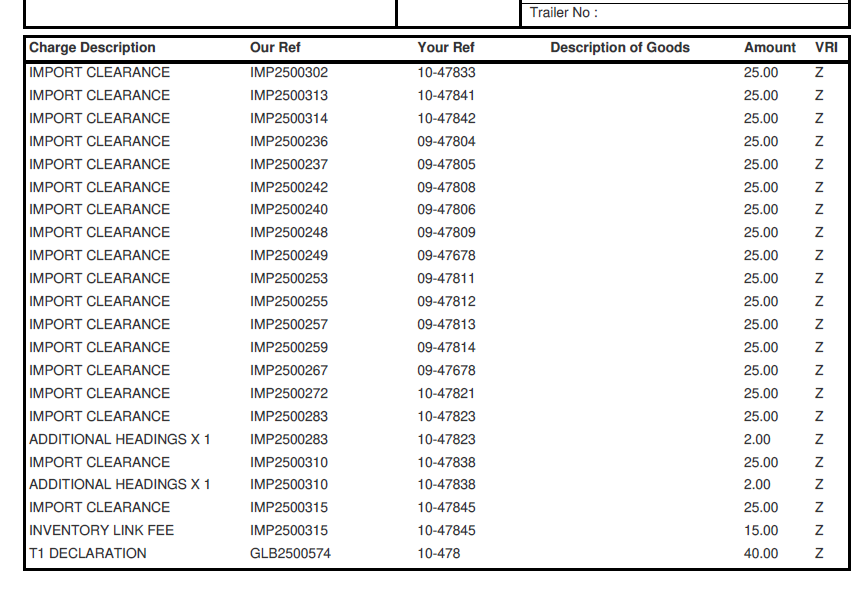 Trailer No :
Charge Description Our Ref Your Ref Description of Goods Amount VRI
IMPORT CLEARANCE IMP2500302 10-47833 25.00 Z
IMPORT CLEARANCE IMP2500313 10-47841 25.00 Z
IMPORT CLEARANCE IMP2500314 10-47842 25.00 Z
IMPORT CLEARANCE IMP2500236 09-47804 25.00 Z
IMPORT CLEARANCE IMP2500237 09-47805 25.00 Z
IMPORT CLEARANCE IMP2500242 09-47808 25.00 Z
IMPORT CLEARANCE IMP2500240 09-47806 25.00 Z
IMPORT CLEARANCE IMP2500248 09-47809 25.00 Z
IMPORT CLEARANCE IMP2500249 09-47678 25.00 Z
IMPORT CLEARANCE IMP2500253 09-47811 25.00 Z
IMPORT CLEARANCE IMP2500255 09-47812 25.00 Z
IMPORT CLEARANCE IMP2500257 09-47813 25.00 Z
IMPORT CLEARANCE IMP2500259 09-47814 25.00 Z
IMPORT CLEARANCE IMP2500267 09-47678 25.00 Z
IMPORT CLEARANCE IMP2500272 10-47821 25.00 Z
IMPORT CLEARANCE IMP2500283 10-47823 25.00 Z
ADDITIONAL HEADINGS X 1 IMP2500283 10-47823 2.00 Z
IMPORT CLEARANCE IMP2500310 10-47838 25.00 Z
ADDITIONAL HEADINGS X 1 IMP2500310 10-47838 2.00 Z
IMPORT CLEARANCE IMP2500315 10-47845 25.00 Z
INVENTORY LINK FEE IMP2500315 10-47845 15.00 Z
T1 DECLARATION GLB2500574 10-478 40.00 Z